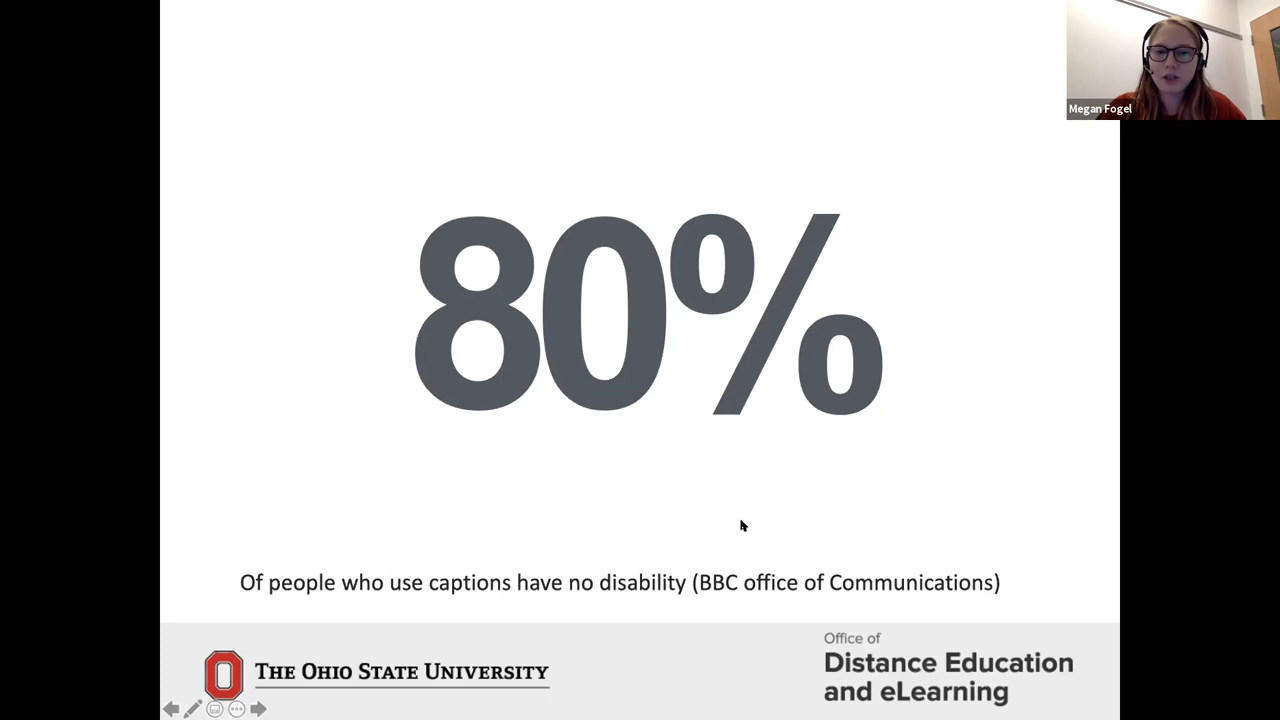 Megan Fogel
80%
Of people who use captions have no disability (BBC office of Communications)
THE OHIO STATE UNIVERSITY
Office of
Distance Education
and eLearning